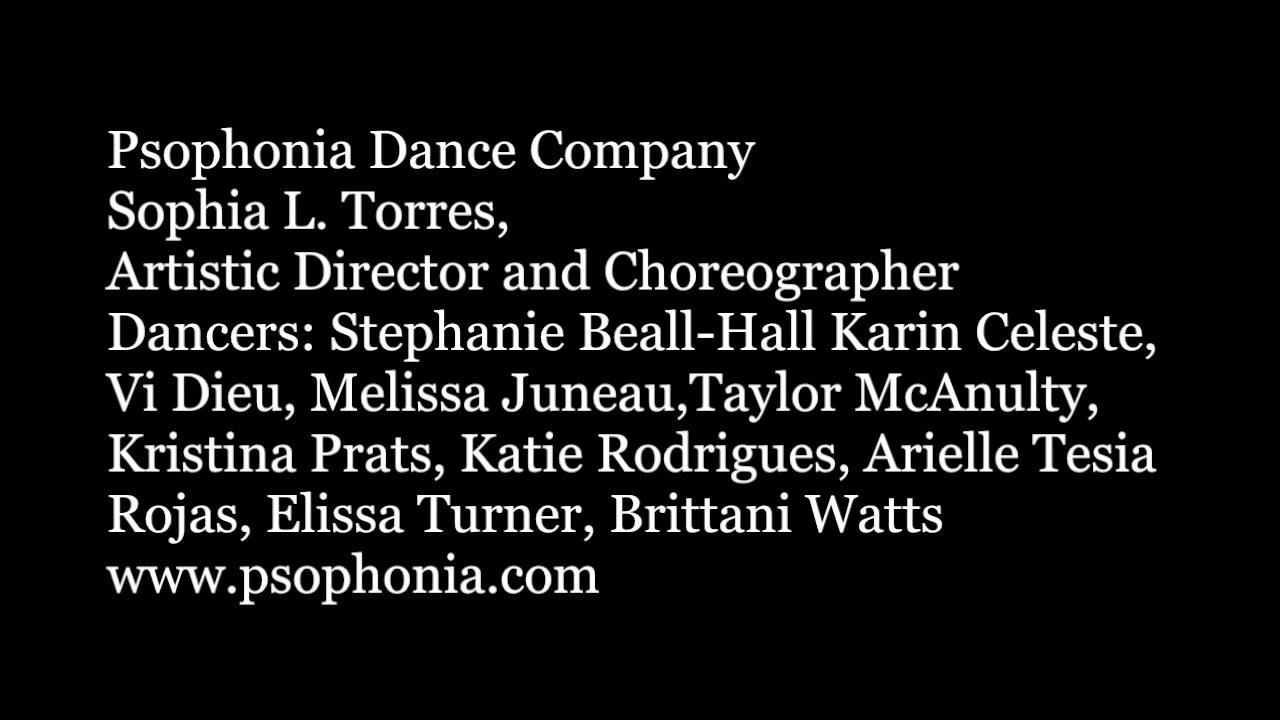 Psophonia Dance Company
Sophia L. Torres,
Artistic Director and Choreographer
Dancers: Stephanie Beall-Hall Karin Celeste,
Vi Dieu, Melissa Juneau,Taylor McAnulty,
Kristina Prats, Katie Rodrigues, Arielle Tesia
Rojas, Elissa Turner, Brittani Watts
www.psophonia.com